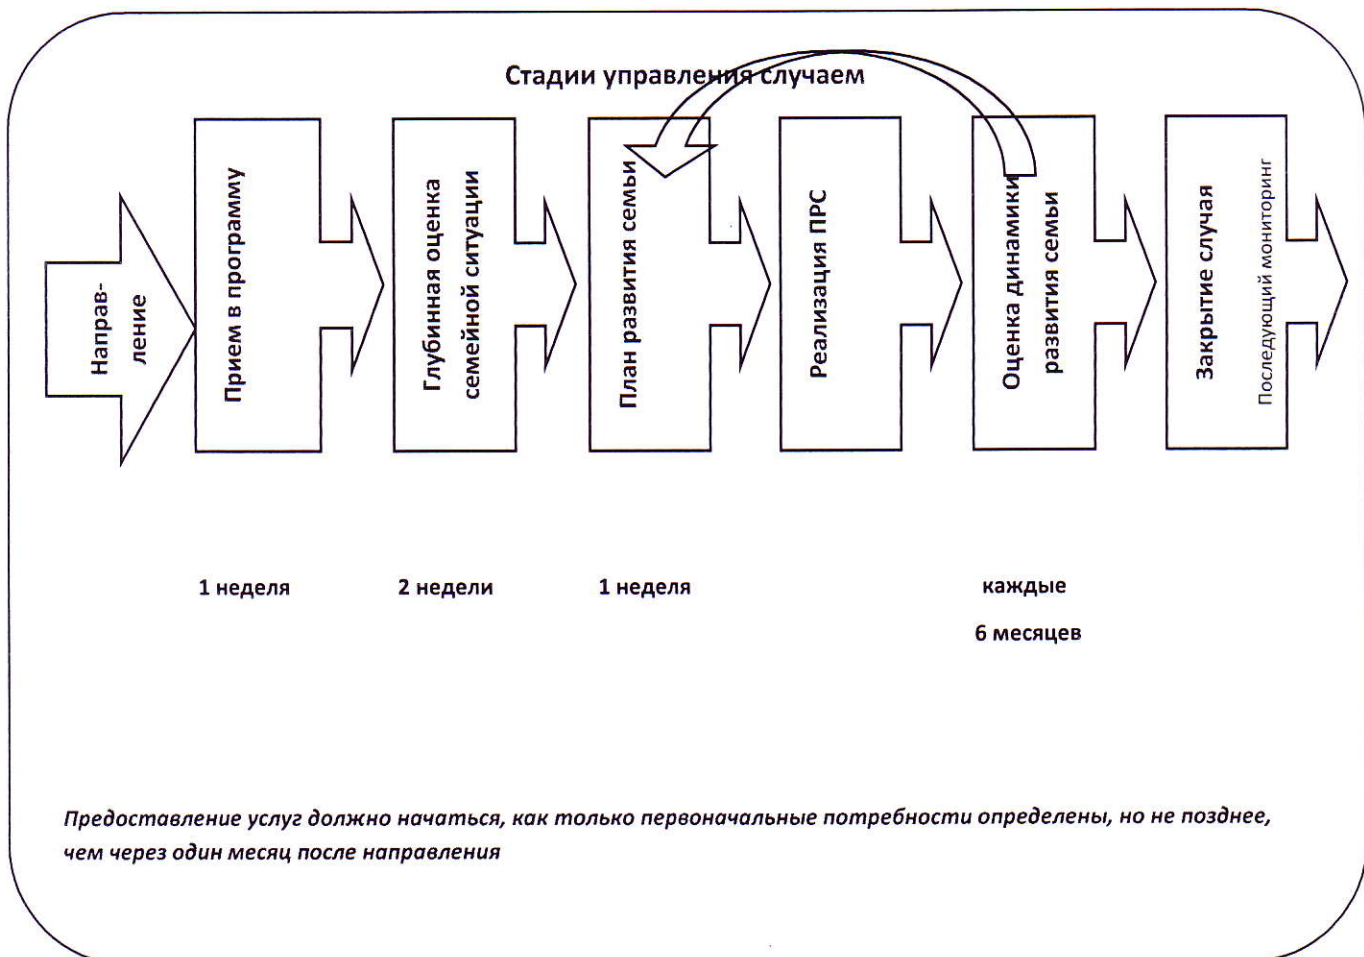 Стадии управления случаем
Направ-
ление
Прием в программу
Глубинная оценка
семейной ситуации
План развития семьи
Реализация ПРС
Оценка динамики
развития семьи
Закрытие случая
Последующий мониторинг
1 неделя
2 недели
1 неделя
каждые
6 месяцев
Предоставление услуг должно начаться, как только первоначальные потребности определены, но не позднее,
чем через один месяц после направления